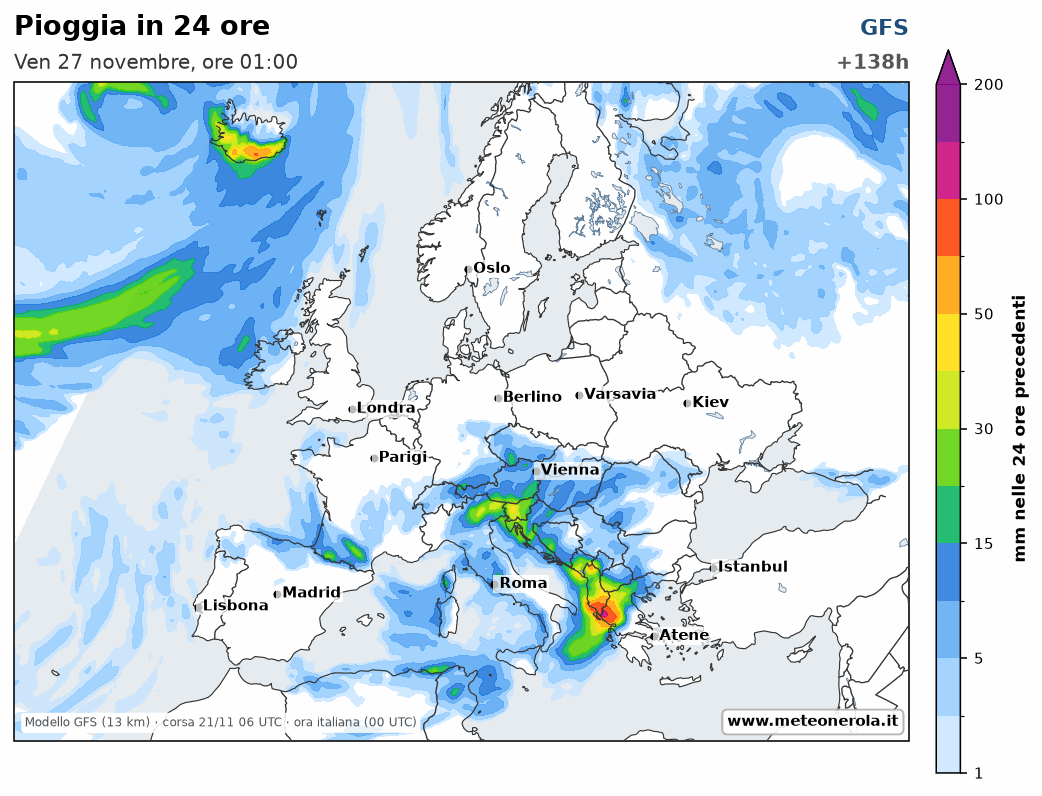 Pioggia in 24 ore
GFS
Ven 27 novembre, ore 01:00
+138h
200
100
50
30
15
5
1
mm nelle 24 ore precedenti
Oslo
Berlino
Varsavia
Kiev
Londra
Parigi
Vienna
Istanbul
Roma
Madrid
Lisbona
Atene
Modello GFS (13 km) · corsa 21/11 06 UTC · ora italiana (00 UTC)
www.meteonerola.it